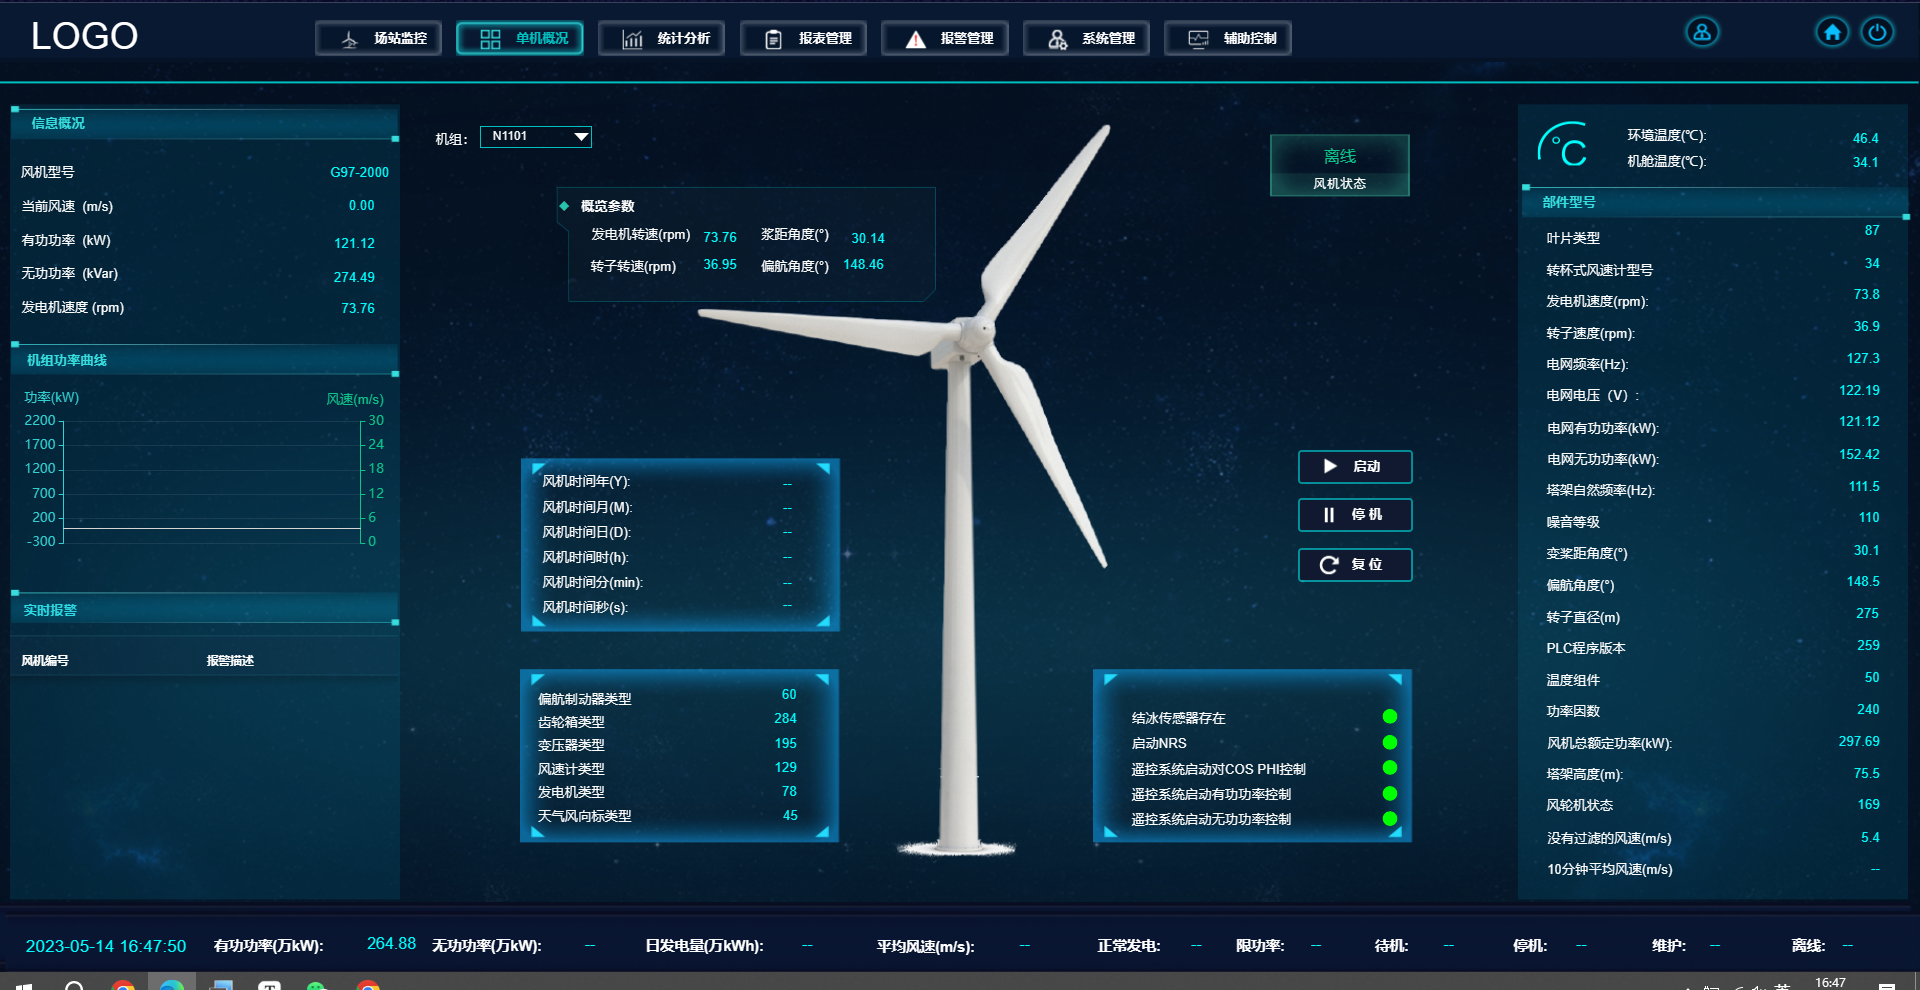 LOGO
场站监控
单机概况
统计分析
报表管理
报警管理
系统管理
辅助控制
信息概况
风机型号 G97-2000
当前风速 (m/s) 0.00
有功功率 (kW) 121.12
无功功率 (kVar) 274.49
发电机速度 (rpm) 73.76
机组功率曲线
功率(kW) 风速(m/s)
2200 30
1700 24
1200 18
700 12
200 6
-300 0
实时报警
风机编号 报警描述
机组: N1101
概览参数
发电机转速(rpm) 73.76 浆距角度(°) 30.14
转子转速(rpm) 36.95 偏航角度(°) 148.46
离线
风机状态
风机时间年(Y): --
风机时间月(M): --
风机时间日(D): --
风机时间时(h): --
风机时间分(min): --
风机时间秒(s): --
启动
停 机
复 位
偏航制动器类型 60
齿轮箱类型 284
变压器类型 195
风速计类型 129
发电机类型 78
天气风向标类型 45
结冰传感器存在
启动NRS
遥控系统启动对COS PHI控制
遥控系统启动有功功率控制
遥控系统启动无功功率控制
℃
环境温度(℃): 46.4
机舱温度(℃): 34.1
部件型号
叶片类型 87
转杯式风速计型号 34
发电机速度(rpm): 73.8
转子速度(rpm): 36.9
电网频率(Hz): 127.3
电网电压（V）: 122.19
电网有功功率(kW): 121.12
电网无功功率(kW): 152.42
塔架自然频率(Hz): 111.5
噪音等级 110
变桨距角度(°) 30.1
偏航角度(°) 148.5
转子直径(m) 275
PLC程序版本 259
温度组件 50
功率因数 240
风机总额定功率(kW): 297.69
塔架高度(m): 75.5
风轮机状态 169
没有过滤的风速(m/s) 5.4
10分钟平均风速(m/s) --
2023-05-14 16:47:50 有功功率(万kW): 264.88 无功功率(万kW): -- 日发电量(万kWh): -- 平均风速(m/s): -- 正常发电: -- 限功率: -- 待机: -- 停机: -- 维护: -- 离线: --
16:47